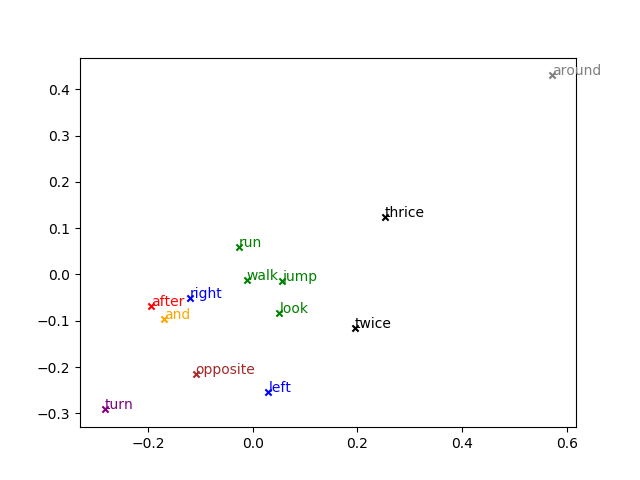 around
0.4
0.3
0.2
thrice
0.1
run
0.0
walk
jump
right
after
−0.1
and
look
twice
−0.2
opposite
left
turn
−0.3
−0.2
0.0
0.2
0.4
0.6